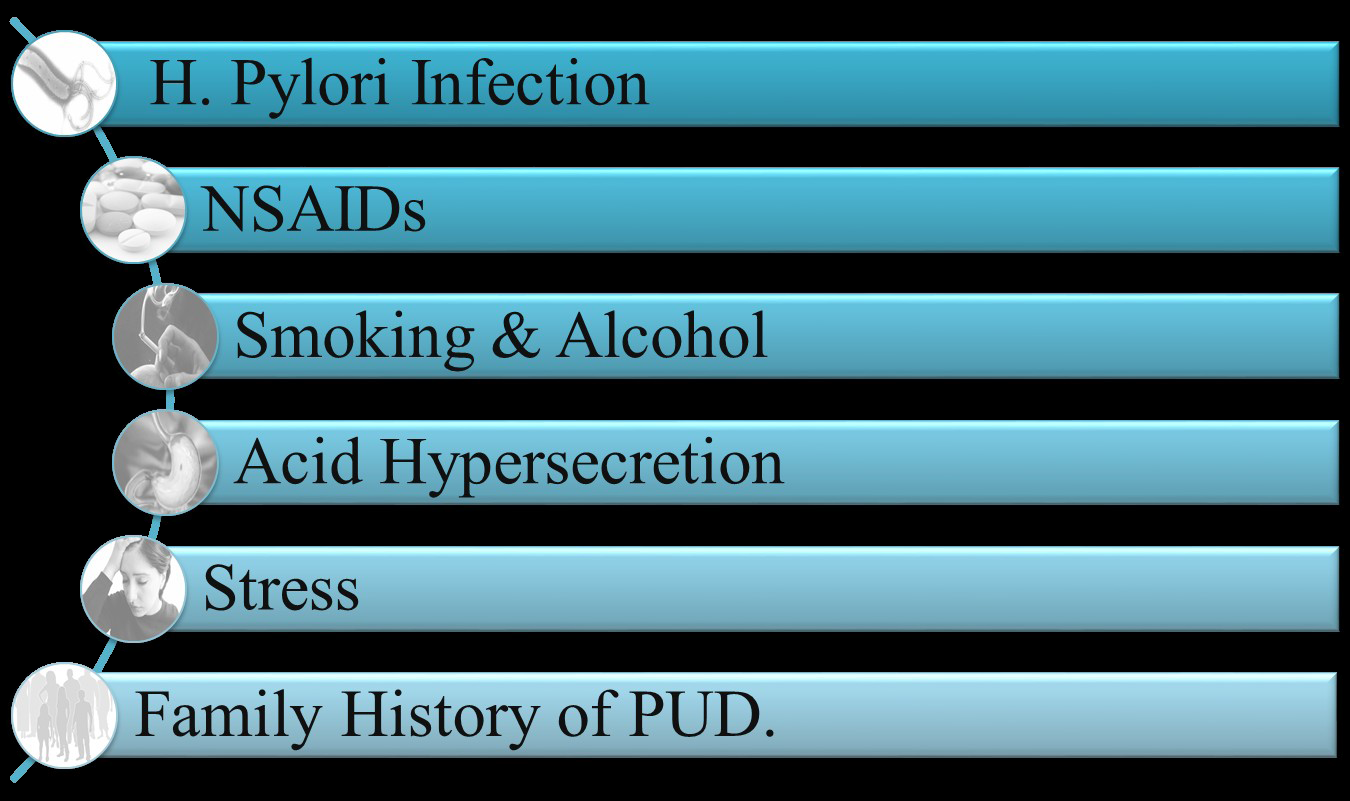 H. Pylori Infection
NSAIDs
Smoking & Alcohol
Acid Hypersecretion
Stress
Family History of PUD.